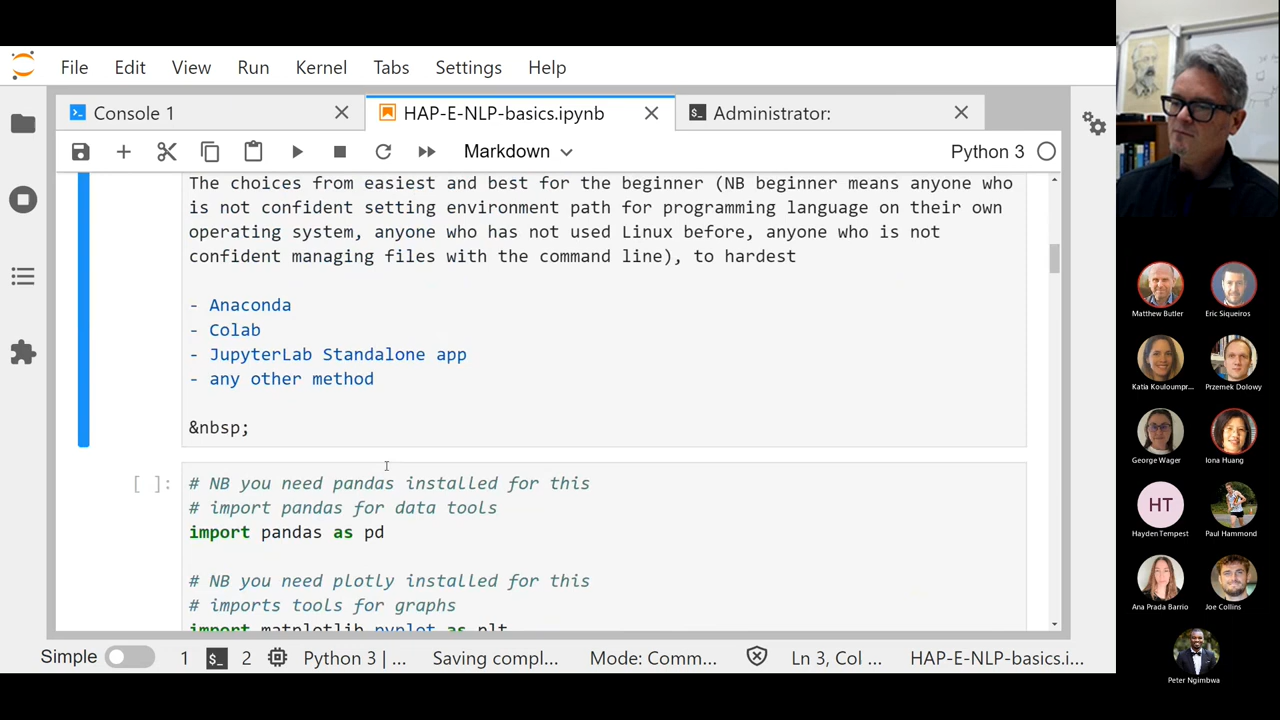 File Edit View Run Kernel Tabs Settings Help
Console 1
HAP-E-NLP-basics.ipynb
Administrator:
Markdown
Python 3
The choices from easiest and best for the beginner (NB beginner means anyone who
is not confident setting environment path for programming language on their own
operating system, anyone who has not used Linux before, anyone who is not
confident managing files with the command line), to hardest
- Anaconda
- Colab
- JupyterLab Standalone app
- any other method
&nbsp;
[ ]:
# NB you need pandas installed for this
# import pandas for data tools
import pandas as pd
# NB you need plotly installed for this
# imports tools for graphs
import matplotlib.pyplot as plt
Simple 1 2 Python 3 | ... Saving compl... Mode: Comm... Ln 3, Col ... HAP-E-NLP-basics.i...
Matthew Butler
Eric Siqueiros
Katia Kouloumpr...
Przemek Dolowy
George Wager
Iona Huang
HT
Hayden Tempest
Paul Hammond
Ana Prada Barrio
Joe Collins
Peter Ngimbwa